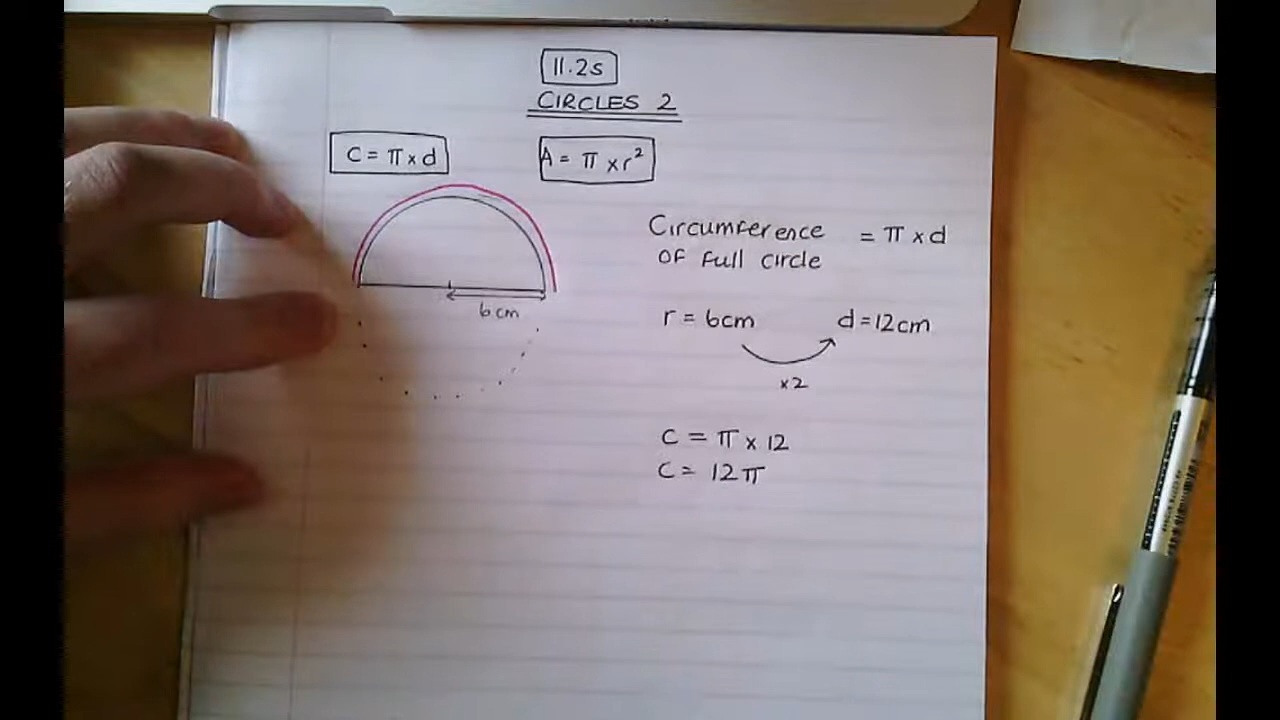 11.2s
CIRCLES 2
C = π x d
A = π x r²
Circumference = π x d
of full circle
6cm
r = 6cm d = 12cm
x2
C = π x 12
C = 12π